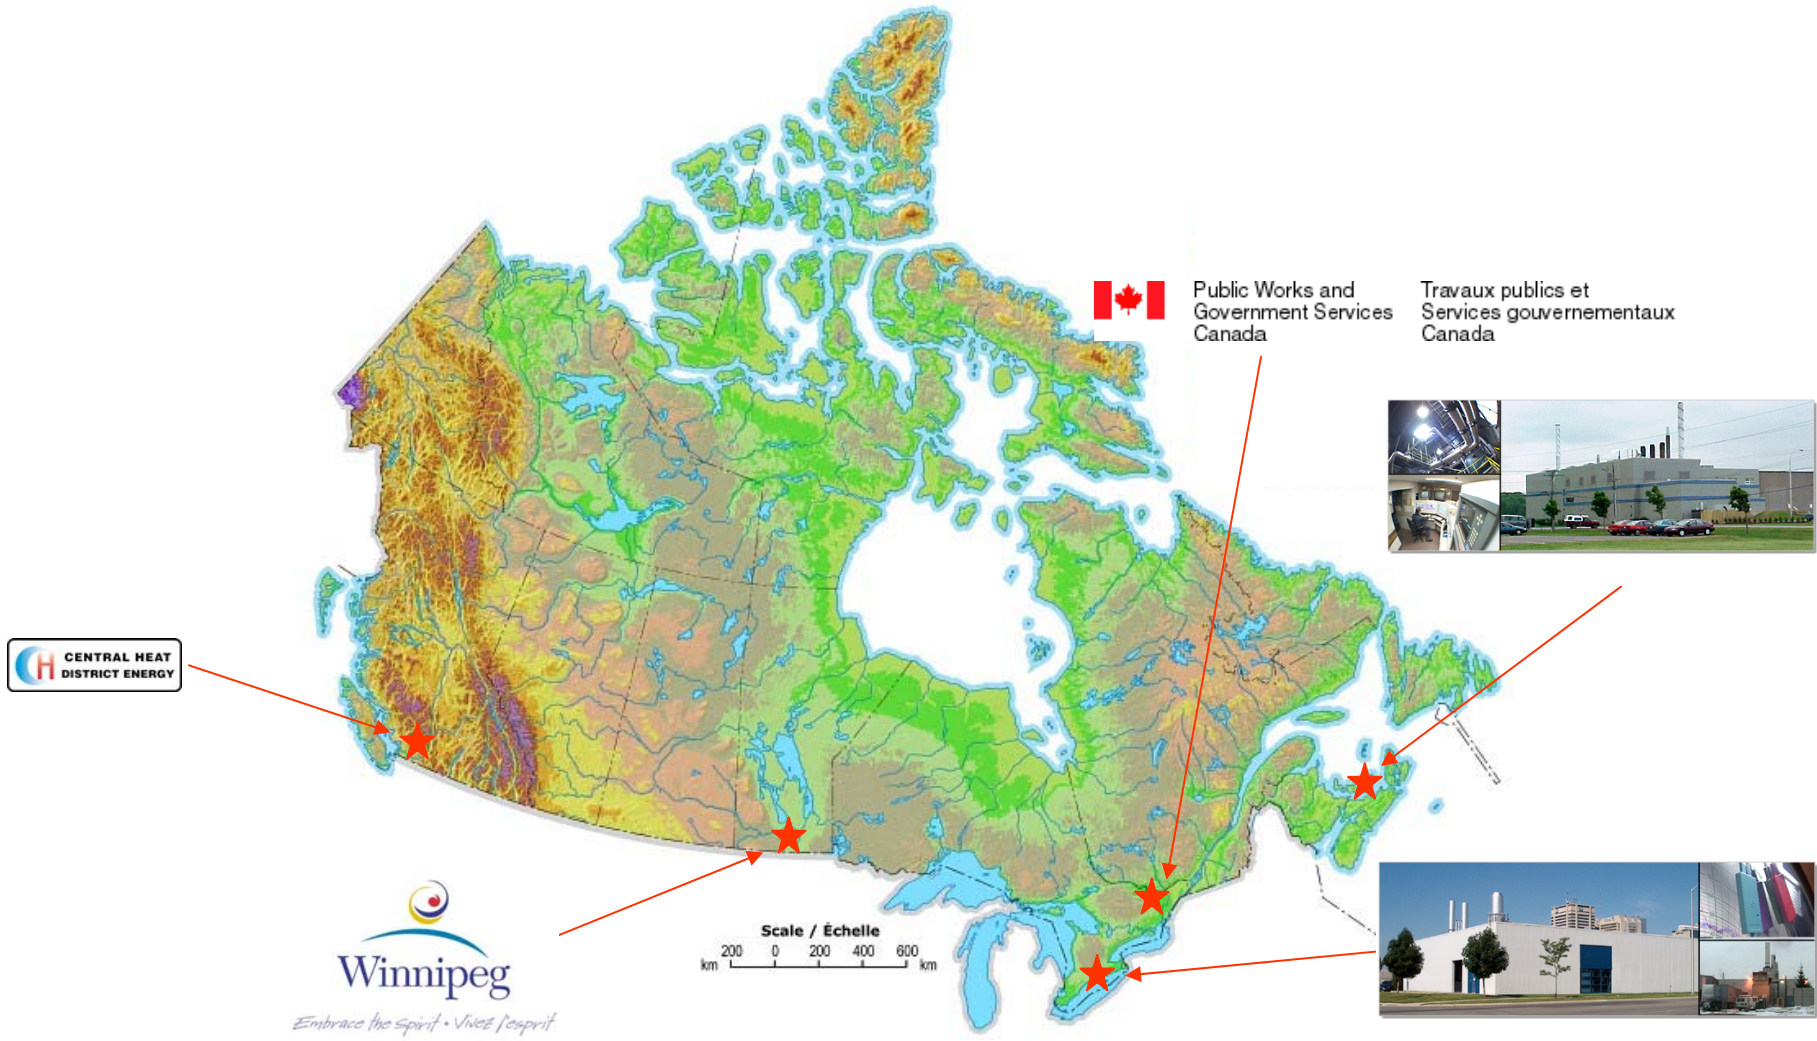 Public Works and
Government Services
Canada
Travaux publics et
Services gouvernementaux
Canada
CENTRAL HEAT
DISTRICT ENERGY
Winnipeg
Embrace the Spirit • Vivez l'esprit
Scale / Échelle
200 0 200 400 600
km km